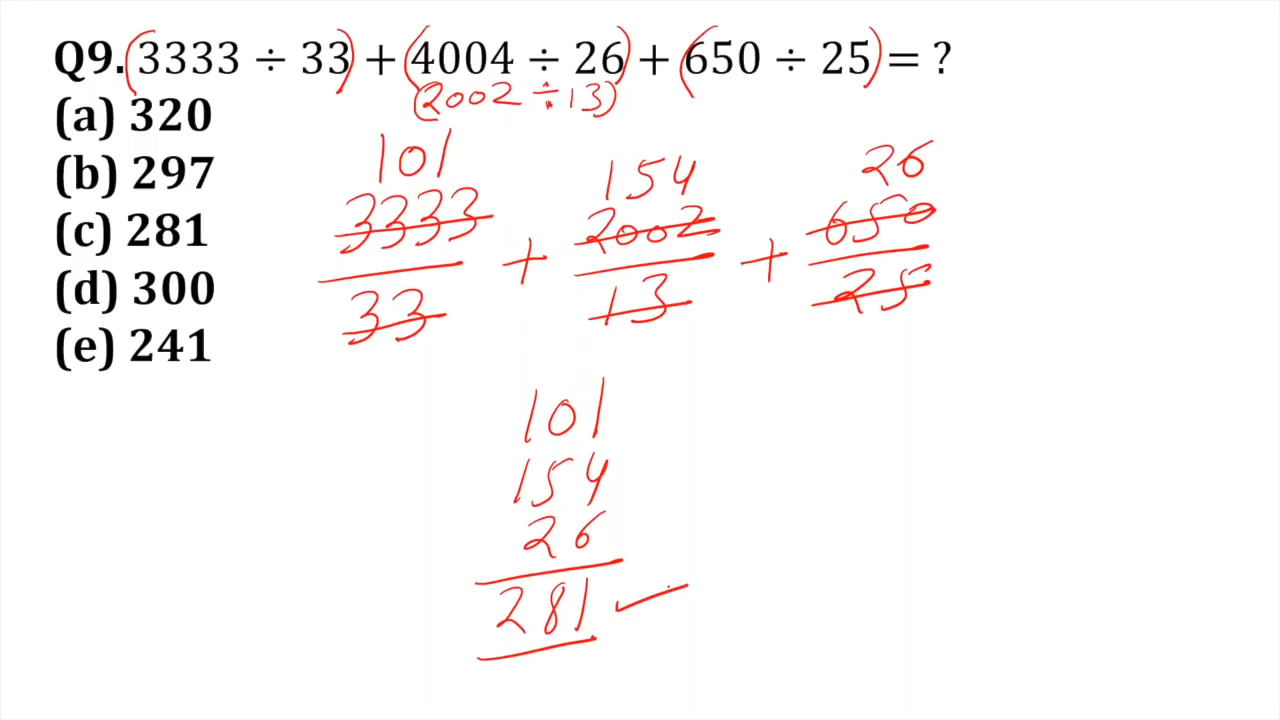 Q9. (3333 ÷ 33) + (4004 ÷ 26) + (650 ÷ 25) = ?
(2002 ÷ 13)
(a) 320
(b) 297
(c) 281
(d) 300
(e) 241
101 154 26
3333 + 2002 + 650
33 13 25
101
154
26
281 ✓